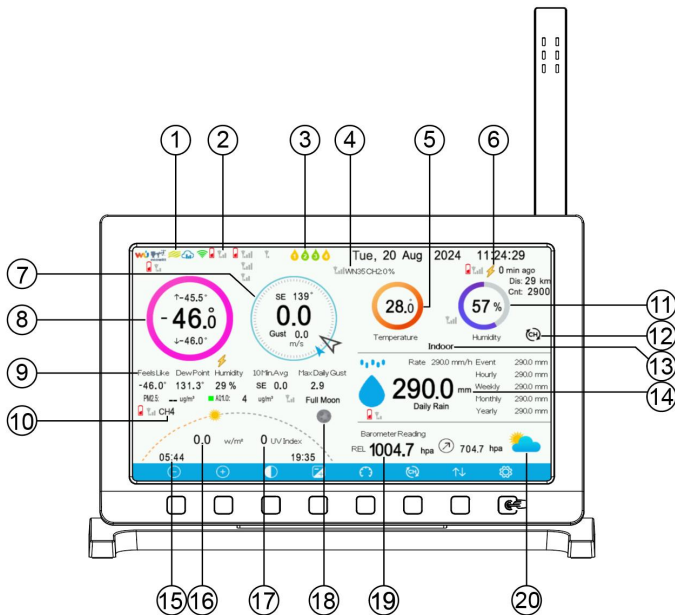 1 2 3 4 5 6
Tue, 20 Aug 2024 11:24:29
WN35CH2:0%
0 min ago
Dis: 29 km
Cnt: 2900
7
8
↑-45.5°
-46.0°
↓-46.0°
SE 139°
0.0
Gust 0.0
m/s
28.0°
Temperature
57 %
Humidity
11
CH
12
Indoor
13
9
Feels Like Dew Point Humidity 10Min.Avg Max Daily Gust
-46.0° 131.3° 29 % SE 0.0 2.9
PM2.5: -- ug/m³ AQ1.0: 4 ug/m³ Full Moon
10
CH4
Rate 290.0 mm/h Event 290.0 mm
Hourly 290.0 mm
290.0 mm
Weekly 290.0 mm
Daily Rain
Monthly 290.0 mm
Yearly 290.0 mm
14
0.0 w/m² 0 UV Index
05:44 19:35
Barometer Reading
REL 1004.7 hpa 704.7 hpa
CH
15 16 17 18 19 20